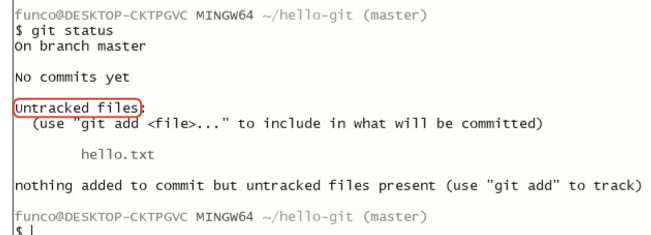 funco@DESKTOP-CKTPGVC MINGW64 ~/hello-git (master)
$ git status
On branch master
No commits yet
Untracked files:
(use "git add <file>..." to include in what will be committed)
hello.txt
nothing added to commit but untracked files present (use "git add" to track)
funco@DESKTOP-CKTPGVC MINGW64 ~/hello-git (master)
$